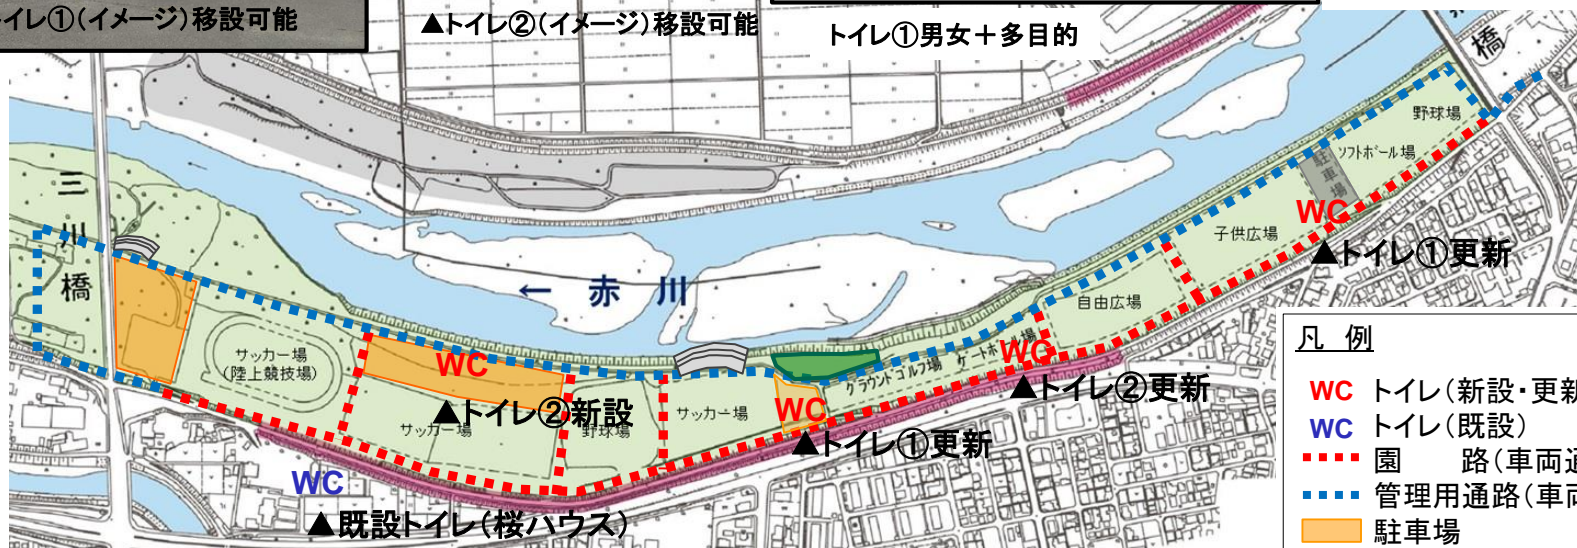 イレ①(イメージ)移設可能
▲トイレ②(イメージ)移設可能
トイレ①男女+多目的
橋
野球場
ソフトボール場
駐車場
WC
子供広場
▲トイレ①更新
三川橋
← 赤 川
自由広場
サッカー場
(陸上競技場)
WC
▲トイレ②新設
サッカー場
野球場
サッカー場
WC
▲トイレ①更新
グラウンドゴルフ場
ゲートボール場
WC
▲トイレ②更新
WC
▲既設トイレ(桜ハウス)
凡 例
WC トイレ(新設・更新
WC トイレ(既設)
園 路(車両通
管理用通路(車両
駐車場